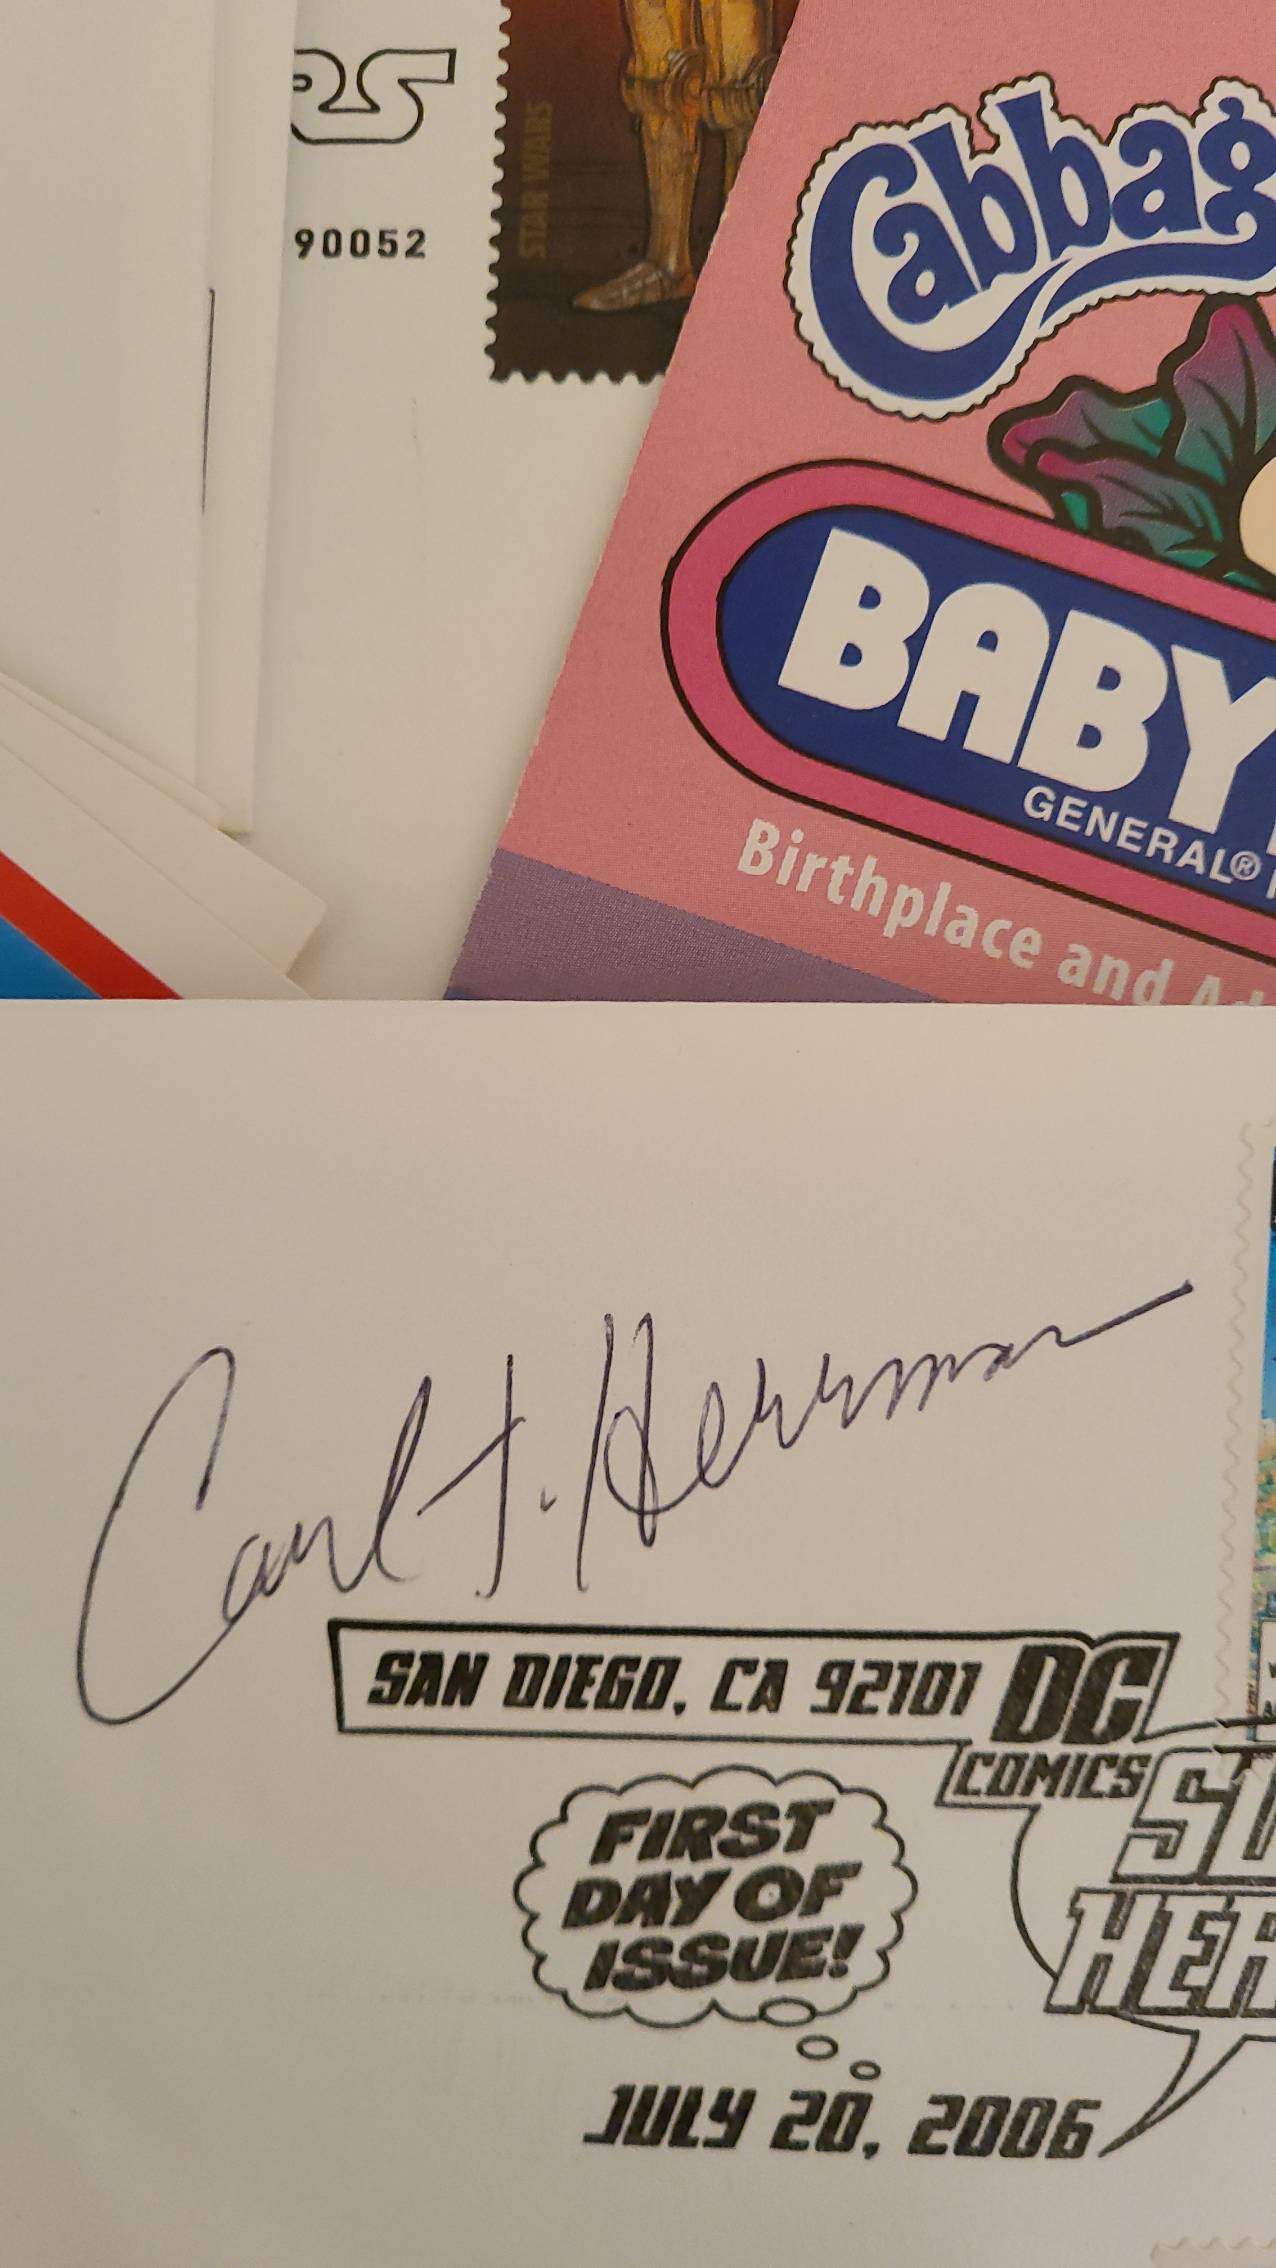 90052
STAR WARS
Cabbag
BABY
GENERAL®
Birthplace and Ad
Carl T. Herrman
SAN DIEGO, CA 92101 DC
COMICS
FIRST
DAY OF
ISSUE!
JULY 20, 2006